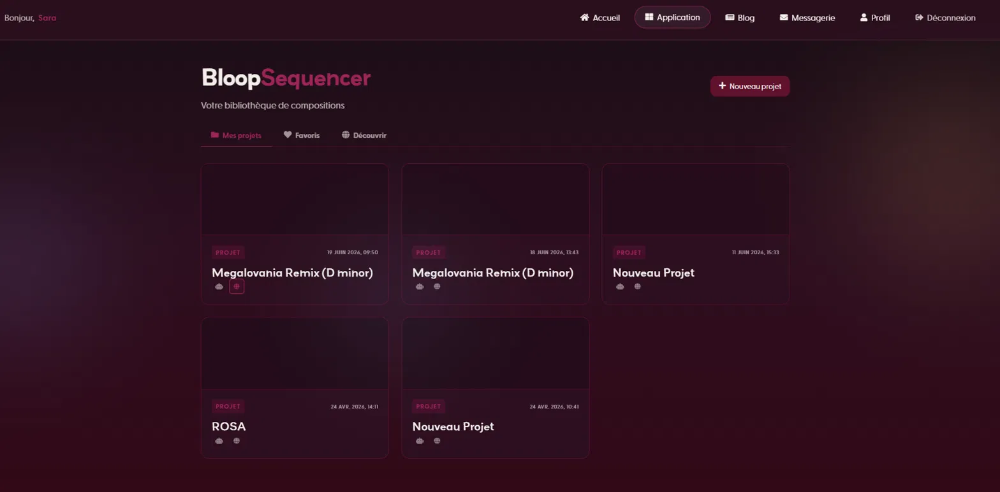 Bonjour, Sara
Accueil
Application
Blog
Messagerie
Profil
Déconnexion
BloopSequencer
Nouveau projet
Votre bibliothèque de compositions
Mes projets
Favoris
Découvrir
PROJET
19 JUIN 2026, 09:50
Megalovania Remix (D minor)
PROJET
18 JUIN 2026, 13:43
Megalovania Remix (D minor)
PROJET
11 JUIN 2026, 15:33
Nouveau Projet
PROJET
24 AVR. 2026, 14:11
ROSA
PROJET
24 AVR. 2026, 10:41
Nouveau Projet